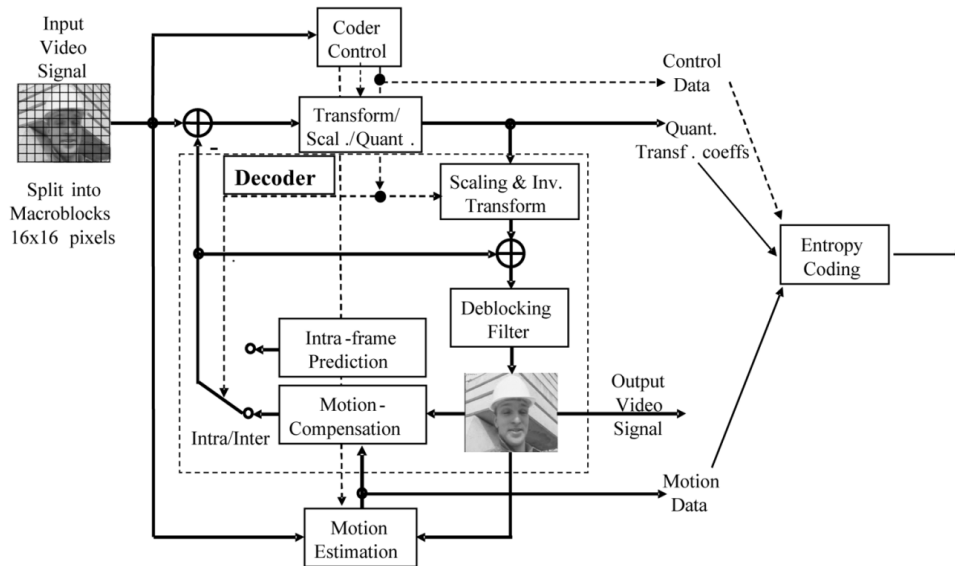 Input
Video
Signal
Split into
Macroblocks
16x16 pixels
Coder
Control
Transform/
Scal ./Quant .
-
Decoder
Scaling & Inv.
Transform
Deblocking
Filter
Intra -frame
Prediction
Motion-
Compensation
Intra/Inter
Motion
Estimation
Control
Data
Quant.
Transf . coeffs
Entropy
Coding
Output
Video
Signal
Motion
Data